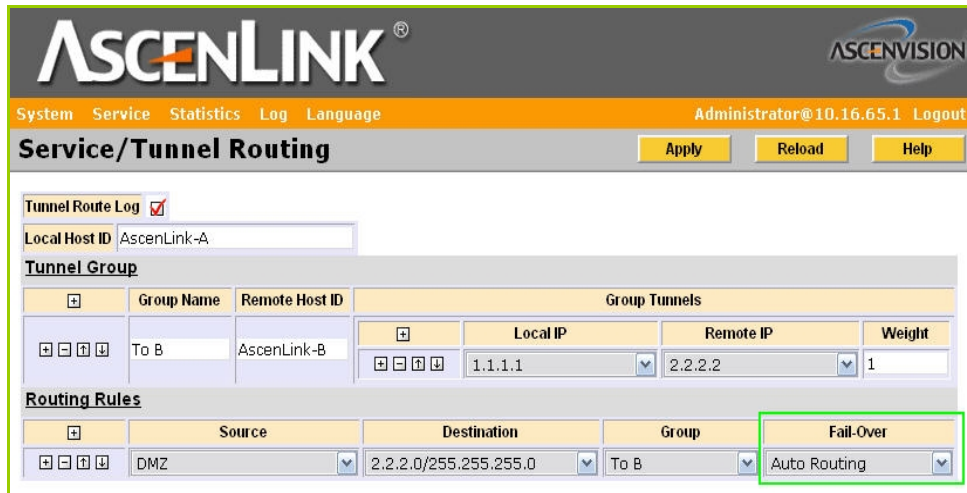 ASCENLINK®
ASCENVISION
System Service Statistics Log Language Administrator@10.16.65.1 Logout
Service/Tunnel Routing Apply Reload Help
Tunnel Route Log
Local Host ID AscenLink-A
Tunnel Group
Group Name Remote Host ID Group Tunnels
Local IP Remote IP Weight
To B AscenLink-B 1.1.1.1 2.2.2.2 1
Routing Rules
Source Destination Group Fail-Over
DMZ 2.2.2.0/255.255.255.0 To B Auto Routing